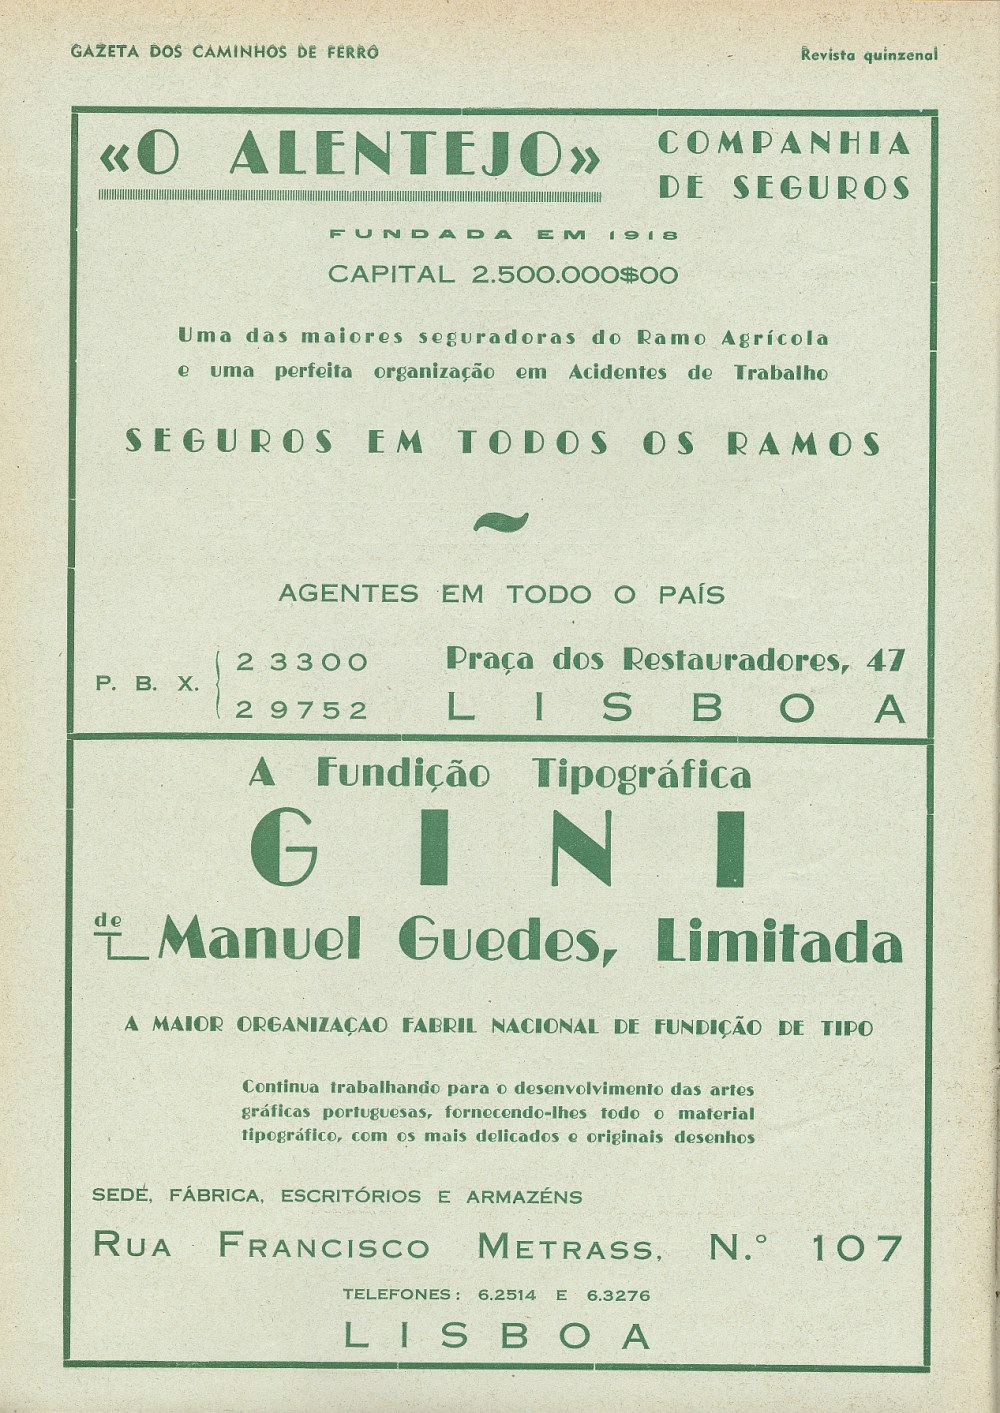 GAZETA DOS CAMINHOS DE FERRO
Revista quinzenal
«O ALENTEJO»
COMPANHIA
DE SEGUROS
FUNDADA EM 1918
CAPITAL 2.500.000$00
Uma das maiores seguradoras do Ramo Agrícola
e uma perfeita organização em Acidentes de Trabalho
SEGUROS EM TODOS OS RAMOS
AGENTES EM TODO O PAÍS
P. B. X. { 2 3300
2 9752
Praça dos Restauradores, 47
LISBOA
A Fundição Tipográfica
GINI
de Manuel Guedes, Limitada
A MAIOR ORGANIZAÇAO FABRIL NACIONAL DE FUNDIÇÃO DE TIPO
Continua trabalhando para o desenvolvimento das artes
gráficas portuguesas, fornecendo-lhes todo o material
tipográfico, com os mais delicados e originais desenhos
SEDE, FÁBRICA, ESCRITÓRIOS E ARMAZÉNS
RUA FRANCISCO METRASS, N.º 107
TELEFONES: 6.2514 E 6.3276
LISBOA